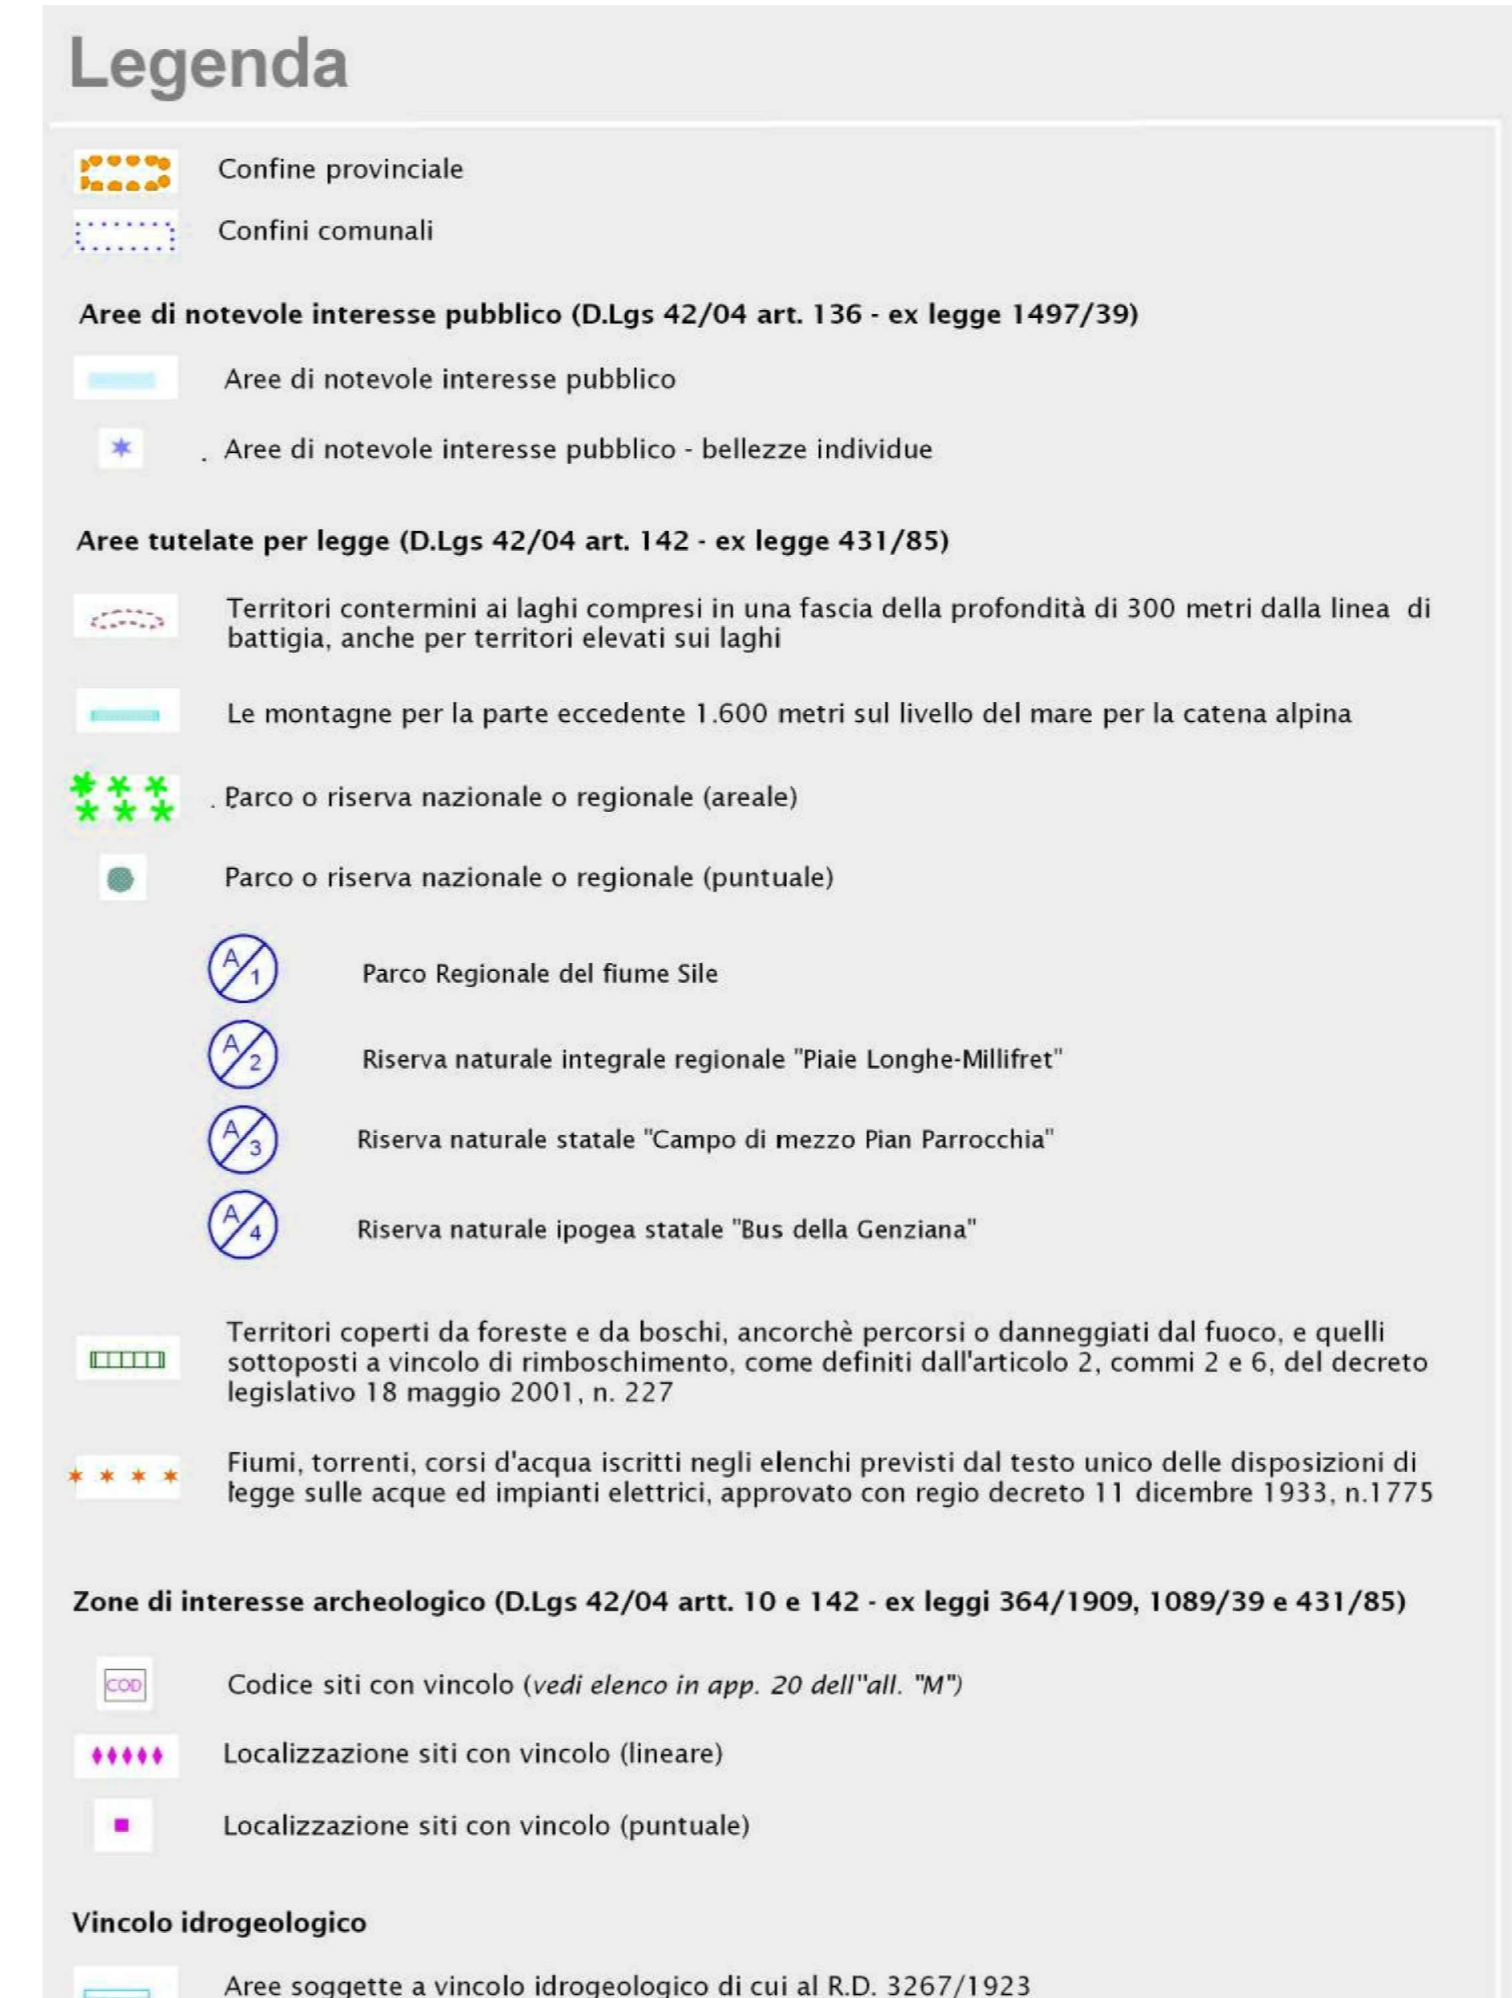 Legenda
Confine provinciale
Confini comunali
Aree di notevole interesse pubblico (D.Lgs 42/04 art. 136 - ex legge 1497/39)
Aree di notevole interesse pubblico
. Aree di notevole interesse pubblico - bellezze individue
Aree tutelate per legge (D.Lgs 42/04 art. 142 - ex legge 431/85)
Territori contermini ai laghi compresi in una fascia della profondità di 300 metri dalla linea di
battigia, anche per territori elevati sui laghi
Le montagne per la parte eccedente 1.600 metri sul livello del mare per la catena alpina
. Parco o riserva nazionale o regionale (areale)
Parco o riserva nazionale o regionale (puntuale)
A/1 Parco Regionale del fiume Sile
A/2 Riserva naturale integrale regionale "Piaie Longhe-Millifret"
A/3 Riserva naturale statale "Campo di mezzo Pian Parrocchia"
A/4 Riserva naturale ipogea statale "Bus della Genziana"
Territori coperti da foreste e da boschi, ancorchè percorsi o danneggiati dal fuoco, e quelli
sottoposti a vincolo di rimboschimento, come definiti dall'articolo 2, commi 2 e 6, del decreto
legislativo 18 maggio 2001, n. 227
Fiumi, torrenti, corsi d'acqua iscritti negli elenchi previsti dal testo unico delle disposizioni di
legge sulle acque ed impianti elettrici, approvato con regio decreto 11 dicembre 1933, n.1775
Zone di interesse archeologico (D.Lgs 42/04 artt. 10 e 142 - ex leggi 364/1909, 1089/39 e 431/85)
COD Codice siti con vincolo (vedi elenco in app. 20 dell"all. "M")
Localizzazione siti con vincolo (lineare)
Localizzazione siti con vincolo (puntuale)
Vincolo idrogeologico
Aree soggette a vincolo idrogeologico di cui al R.D. 3267/1923